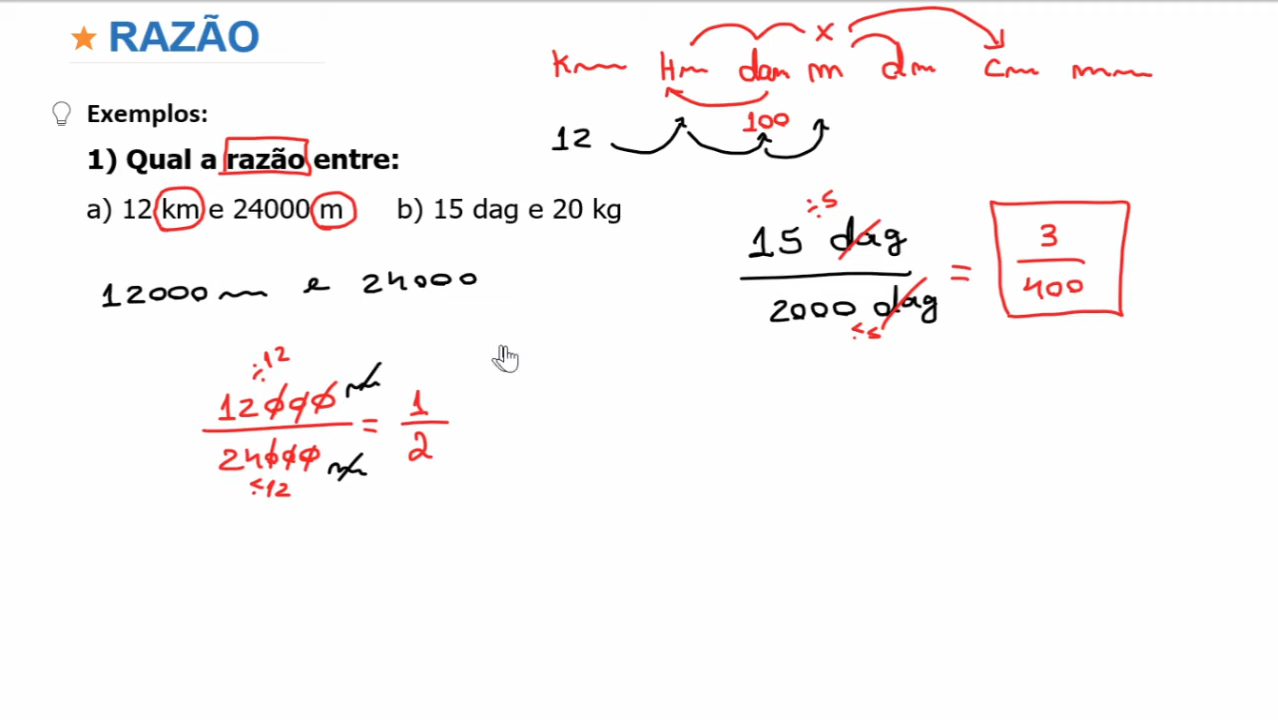 RAZÃO
Km Hm dam m dm cm mm
x
Exemplos:
12
100
1) Qual a razão entre:
a) 12 km e 24000 m b) 15 dag e 20 kg
÷5
15 dag
2000 dag
÷5
=
3
400
12000 m e 24000
÷12
12000 m
24000 m
÷12
=
1
2